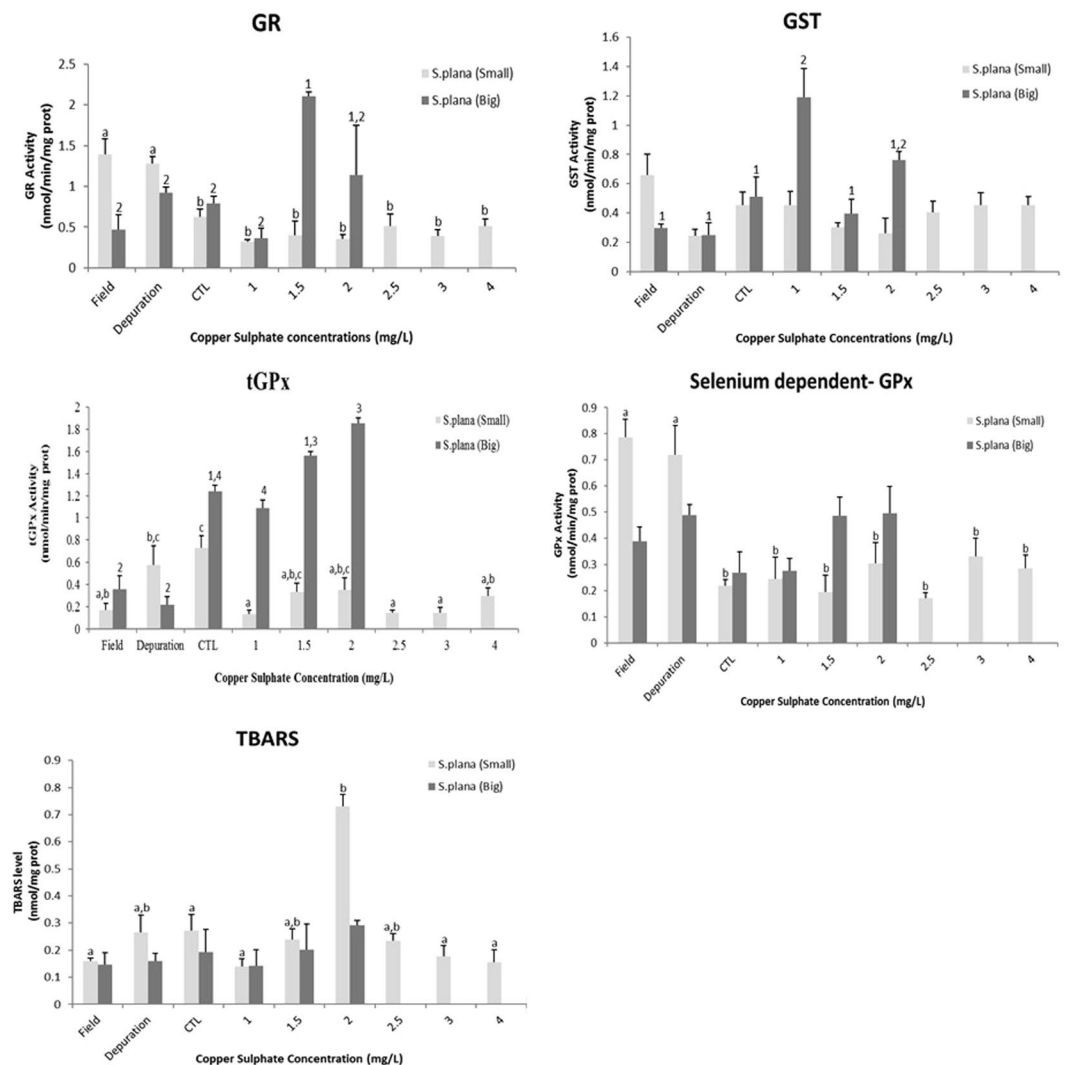 GR
2.5
2
1.5
1
0.5
0
GR Activity
(nmol/min/mg prot)
S.plana (Small)
S.plana (Big)
a
2
a
2
b
2
b
2
b
1
b
1,2
b
b
b
Field
Depuration
CTL
1
1.5
2
2.5
3
4
Copper Sulphate concentrations (mg/L)
GST
1.6
1.4
1.2
1
0.8
0.6
0.4
0.2
0
GST Activity
(nmol/min/mg prot)
S.plana (Small)
S.plana (Big)
1
1
1
2
1
1,2
Field
Depuration
CTL
1
1.5
2
2.5
3
4
Copper Sulphate Concentrations (mg/L)
tGPx
2
1.8
1.6
1.4
1.2
1
0.8
0.6
0.4
0.2
0
tGPx Activity
(nmol/min/mg prot)
S.plana (Small)
S.plana (Big)
a,b
2
b,c
2
c
1,4
a
4
a,b,c
1,3
a,b,c
3
a
a
a,b
Field
Depuration
CTL
1
1.5
2
2.5
3
4
Copper Sulphate Concentration (mg/L)
Selenium dependent- GPx
0.9
0.8
0.7
0.6
0.5
0.4
0.3
0.2
0.1
0
GPx Activity
(nmol/min/mg prot)
S.plana (Small)
S.plana (Big)
a
a
b
b
b
b
b
b
b
Field
Depuration
CTL
1
1.5
2
2.5
3
4
Copper Sulphate Concentration (mg/L)
TBARS
0.9
0.8
0.7
0.6
0.5
0.4
0.3
0.2
0.1
0
TBARS level
(nmol/mg prot)
S.plana (Small)
S.plana (Big)
a
a,b
a
a
a,b
b
a,b
a
a
Field
Depuration
CTL
1
1.5
2
2.5
3
4
Copper Sulphate Concentration (mg/L)